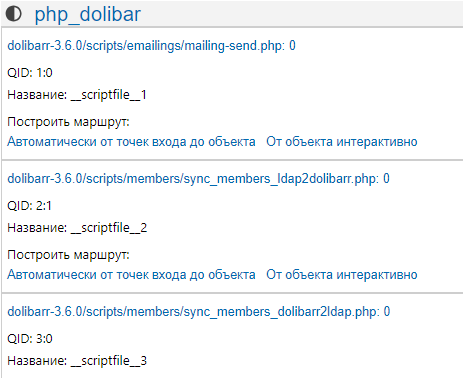 php_dolibar
dolibarr-3.6.0/scripts/emailings/mailing-send.php: 0
QID: 1:0
Название: __scriptfile__1
Построить маршрут:
Автоматически от точек входа до объекта От объекта интерактивно
dolibarr-3.6.0/scripts/members/sync_members_ldap2dolibarr.php: 0
QID: 2:1
Название: __scriptfile__2
Построить маршрут:
Автоматически от точек входа до объекта От объекта интерактивно
dolibarr-3.6.0/scripts/members/sync_members_dolibarr2ldap.php: 0
QID: 3:0
Название: __scriptfile__3